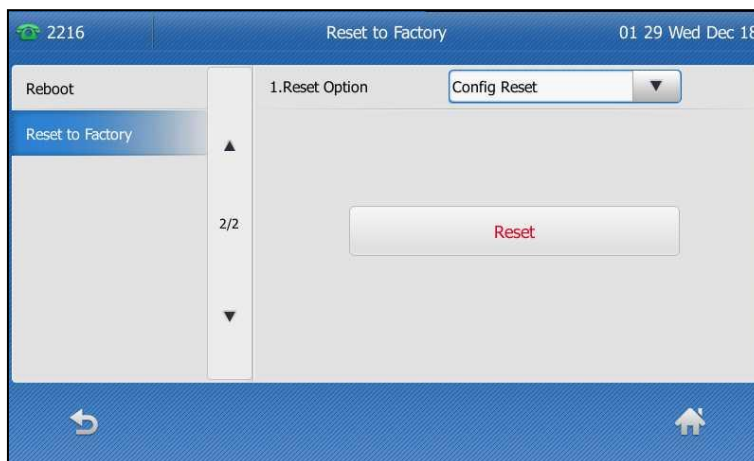 2216 Reset to Factory 01 29 Wed Dec 18
Reboot 1.Reset Option Config Reset
Reset to Factory
2/2 Reset